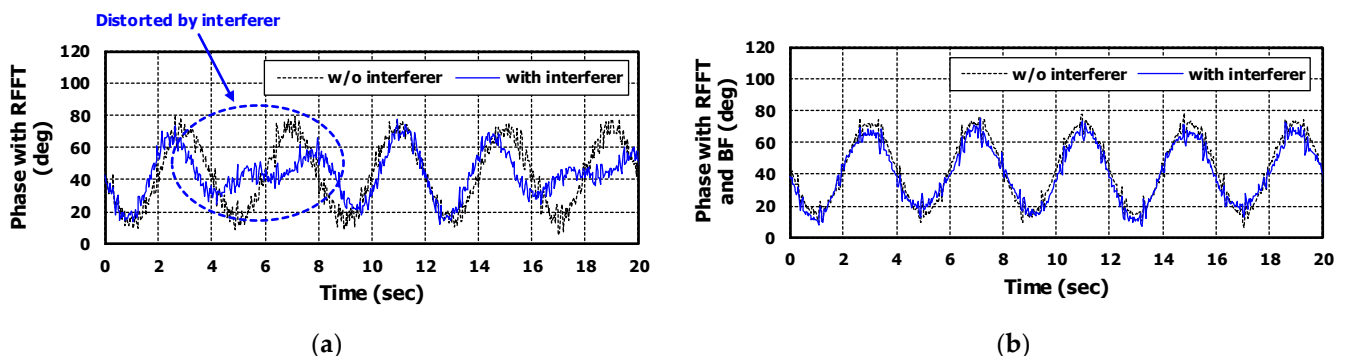 Distorted by interferer
Phase with RFFT
(deg)
120
100
80
60
40
20
0
w/o interferer
with interferer
0 2 4 6 8 10 12 14 16 18 20
Time (sec)
(a)
Phase with RFFT
and BF (deg)
120
100
80
60
40
20
0
w/o interferer
with interferer
0 2 4 6 8 10 12 14 16 18 20
Time (sec)
(b)